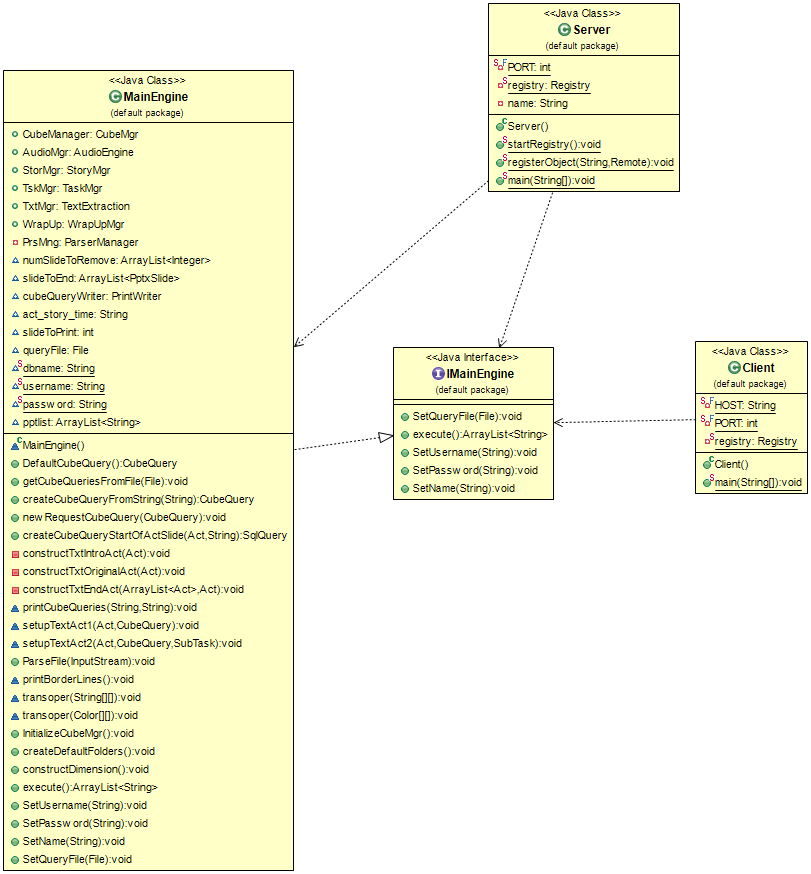 <<Java Class>>
Server
(default package)
PORT: int
registry: Registry
name: String
Server()
startRegistry():void
registerObject(String,Remote):void
main(String[]):void
<<Java Class>>
MainEngine
(default package)
CubeManager: CubeMgr
AudioMgr: AudioEngine
StorMgr: StoryMgr
TskMgr: TaskMgr
TxtMgr: TextExtraction
WrapUp: WrapUpMgr
PrsMng: ParserManager
numSlideToRemove: ArrayList<Integer>
slideToEnd: ArrayList<PptxSlide>
cubeQueryWriter: PrintWriter
act_story_time: String
slideToPrint: int
queryFile: File
dbname: String
username: String
password: String
pptlist: ArrayList<String>
MainEngine()
DefaultCubeQuery():CubeQuery
getCubeQueriesFromFile(File):void
createCubeQueryFromString(String):CubeQuery
newRequestCubeQuery(CubeQuery):void
createCubeQueryStartOfActSlide(Act,String):SqlQuery
constructTxtIntroAct(Act):void
constructTxtOriginalAct(Act):void
constructTxtEndAct(ArrayList<Act>,Act):void
printCubeQueries(String,String):void
setupTextAct1(Act,CubeQuery):void
setupTextAct2(Act,CubeQuery,SubTask):void
ParseFile(InputStream):void
printBorderLines():void
transoper(String[][]):void
transoper(Color[][]):void
InitializeCubeMgr():void
createDefaultFolders():void
constructDimension():void
execute():ArrayList<String>
SetUsername(String):void
SetPassword(String):void
SetName(String):void
SetQueryFile(File):void
<<Java Interface>>
IMainEngine
(default package)
SetQueryFile(File):void
execute():ArrayList<String>
SetUsername(String):void
SetPassword(String):void
SetName(String):void
<<Java Class>>
Client
(default package)
HOST: String
PORT: int
registry: Registry
Client()
main(String[]):void